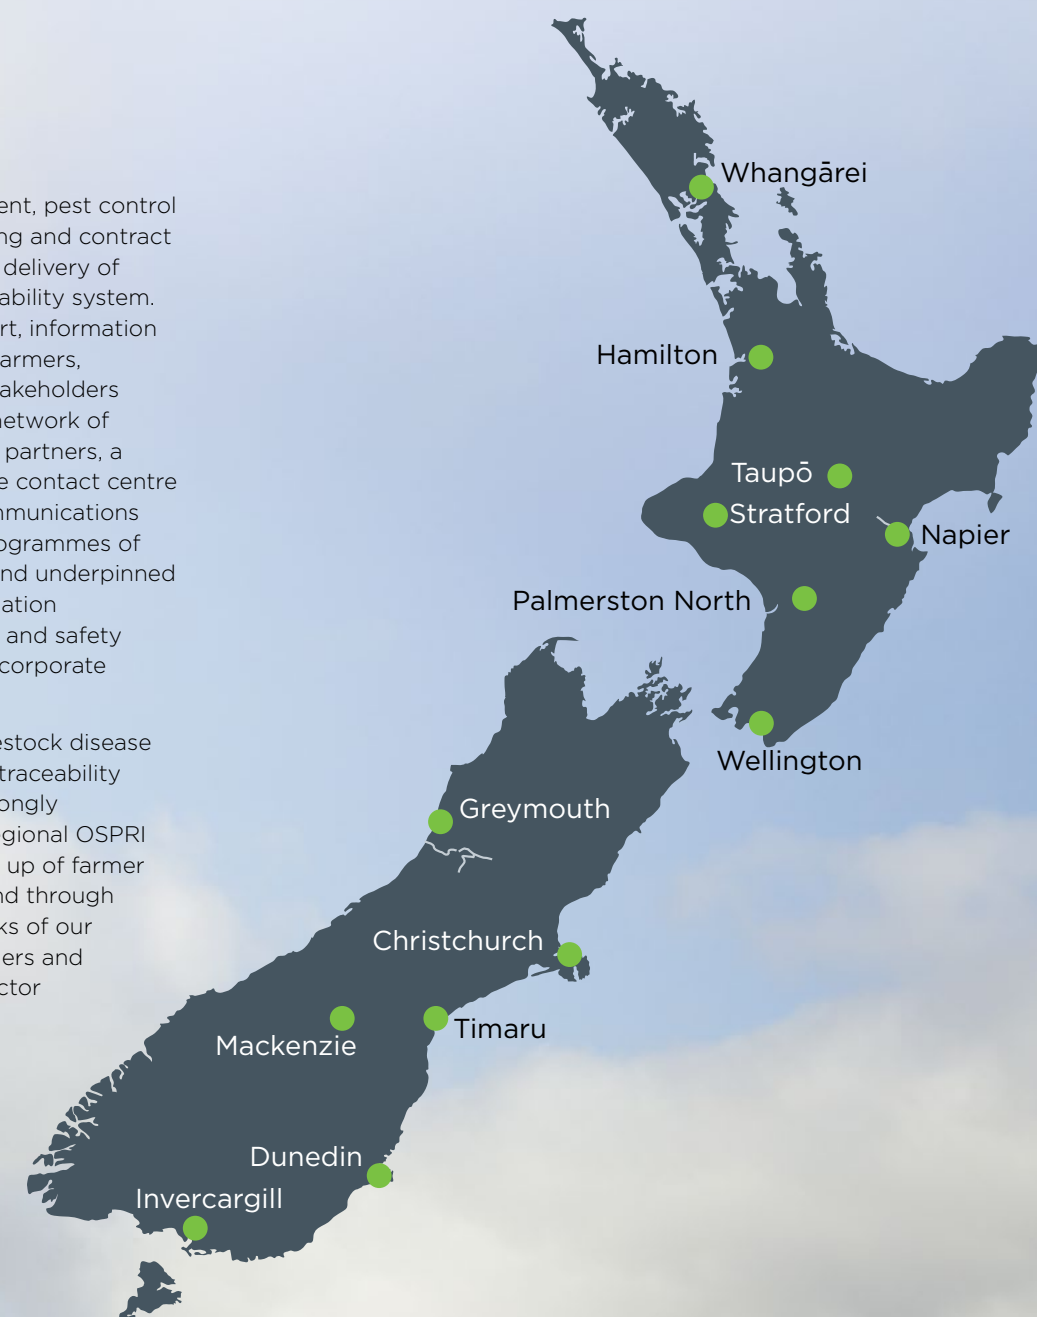 ent, pest control
ng and contract
delivery of
ability system.
rt, information
armers,
akeholders
network of
partners, a
e contact centre
mmunications
ogrammes of
nd underpinned
ation
and safety
corporate
estock disease
traceability
ongly
egional OSPRI
up of farmer
nd through
ks of our
ers and
ctor
Whangārei
Hamilton
Taupō
Stratford
Napier
Palmerston North
Wellington
Greymouth
Christchurch
Mackenzie
Timaru
Dunedin
Invercargill